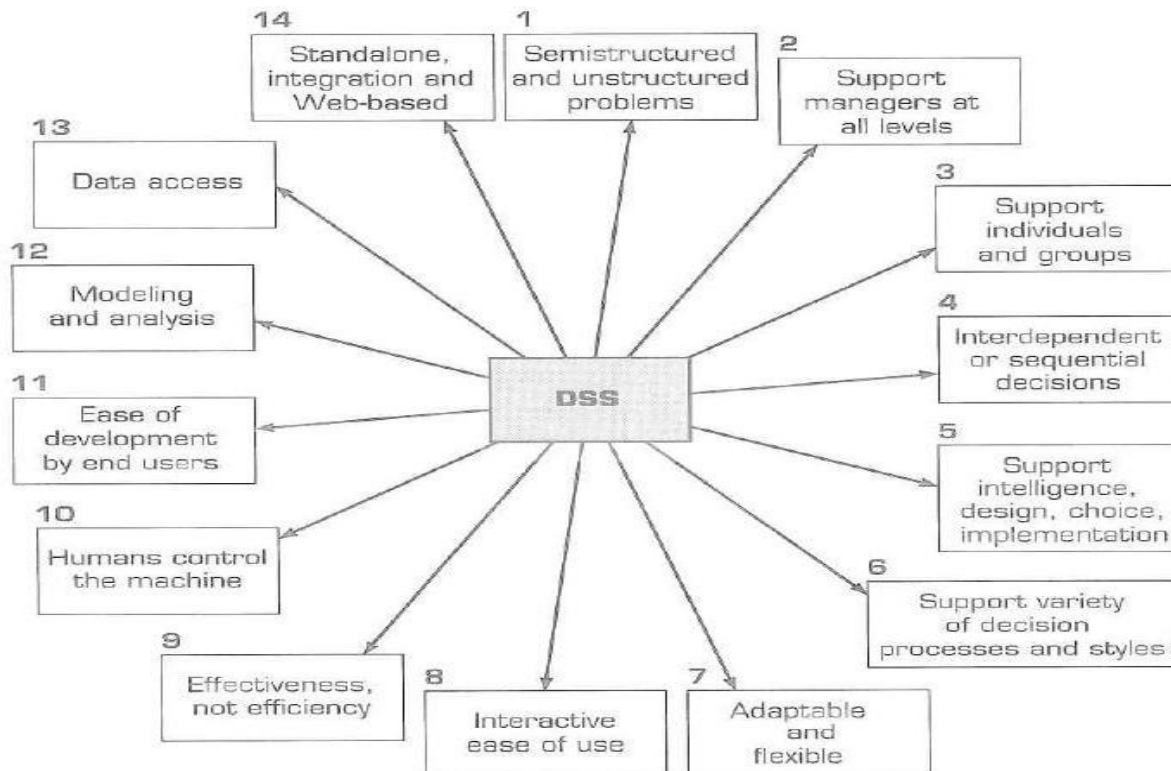 14
Standalone,
integration and
Web-based
1
Semistructured
and unstructured
problems
2
Support
managers at
all levels
3
Support
individuals
and groups
4
Interdependent
or sequential
decisions
5
Support
intelligence,
design, choice,
implementation
6
Support variety
of decision
processes and styles
7
Adaptable
and
flexible
8
Interactive
ease of use
9
Effectiveness,
not efficiency
10
Humans control
the machine
11
Ease of
development
by end users
12
Modeling
and analysis
13
Data access
DSS